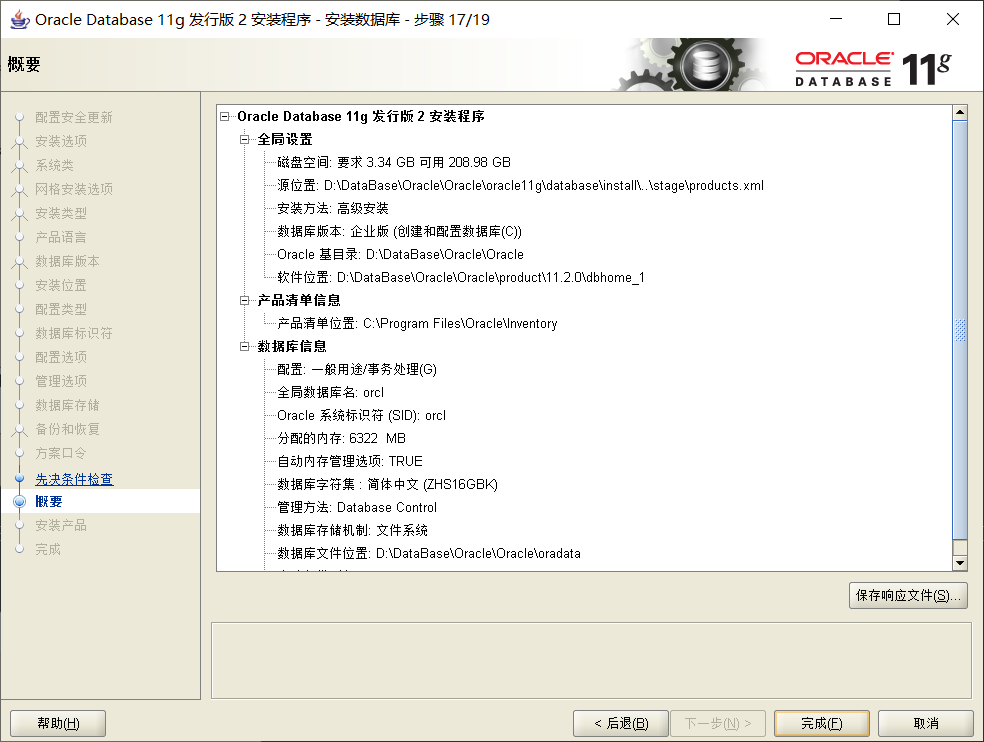 Oracle Database 11g 发行版 2 安装程序 - 安装数据库 - 步骤 17/19
概要
ORACLE
DATABASE
11g
配置安全更新
安装选项
系统类
网格安装选项
安装类型
产品语言
数据库版本
安装位置
配置类型
数据库标识符
配置选项
管理选项
数据库存储
备份和恢复
方案口令
先决条件检查
概要
安装产品
完成
Oracle Database 11g 发行版 2 安装程序
全局设置
磁盘空间: 要求 3.34 GB 可用 208.98 GB
源位置: D:\DataBase\Oracle\Oracle\oracle11g\database\install\..\stage\products.xml
安装方法: 高级安装
数据库版本: 企业版 (创建和配置数据库(C))
Oracle 基目录: D:\DataBase\Oracle\Oracle
软件位置: D:\DataBase\Oracle\Oracle\product\11.2.0\dbhome_1
产品清单信息
产品清单位置: C:\Program Files\Oracle\Inventory
数据库信息
配置: 一般用途/事务处理(G)
全局数据库名: orcl
Oracle 系统标识符 (SID): orcl
分配的内存: 6322  MB
自动内存管理选项: TRUE
数据库字符集 : 简体中文 (ZHS16GBK)
管理方法: Database Control
数据库存储机制: 文件系统
数据库文件位置: D:\DataBase\Oracle\Oracle\oradata
保存响应文件(S)...
帮助(H)
< 后退(B)
下一步(N) >
完成(F)
取消